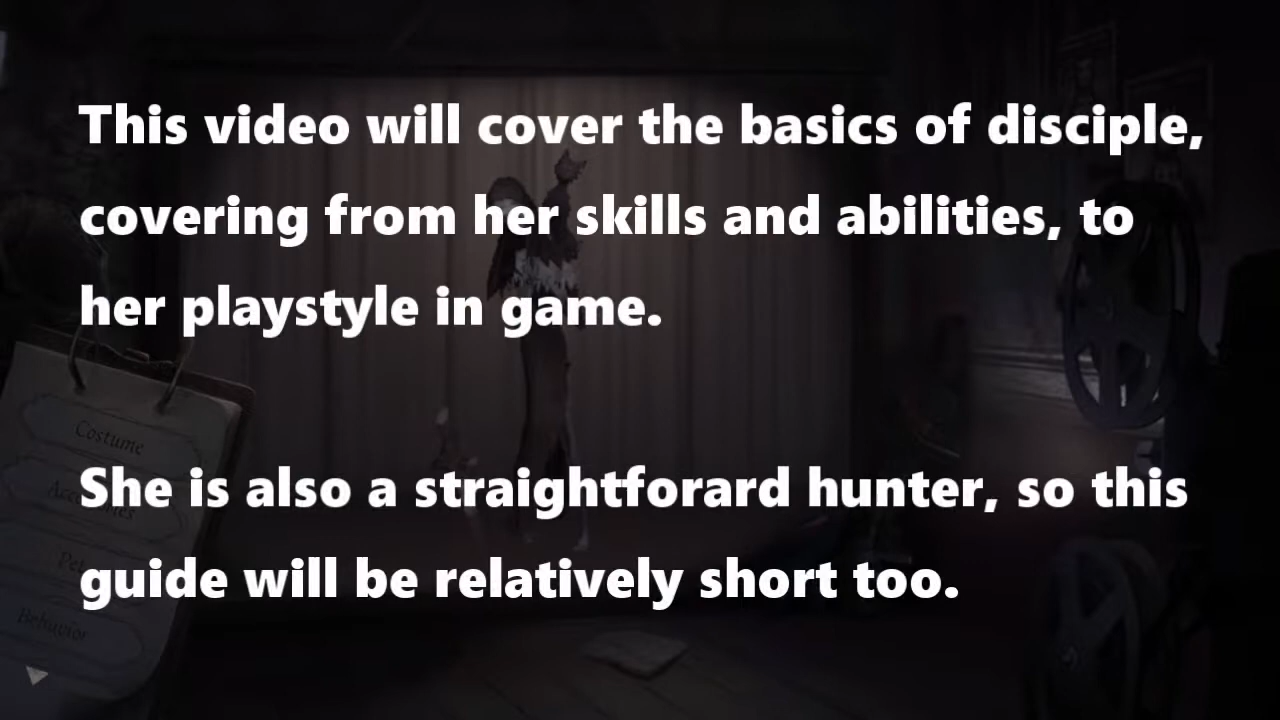 This video will cover the basics of disciple,
covering from her skills and abilities, to
her playstyle in game.
She is also a straightforard hunter, so this
guide will be relatively short too.
Costume
Behavior